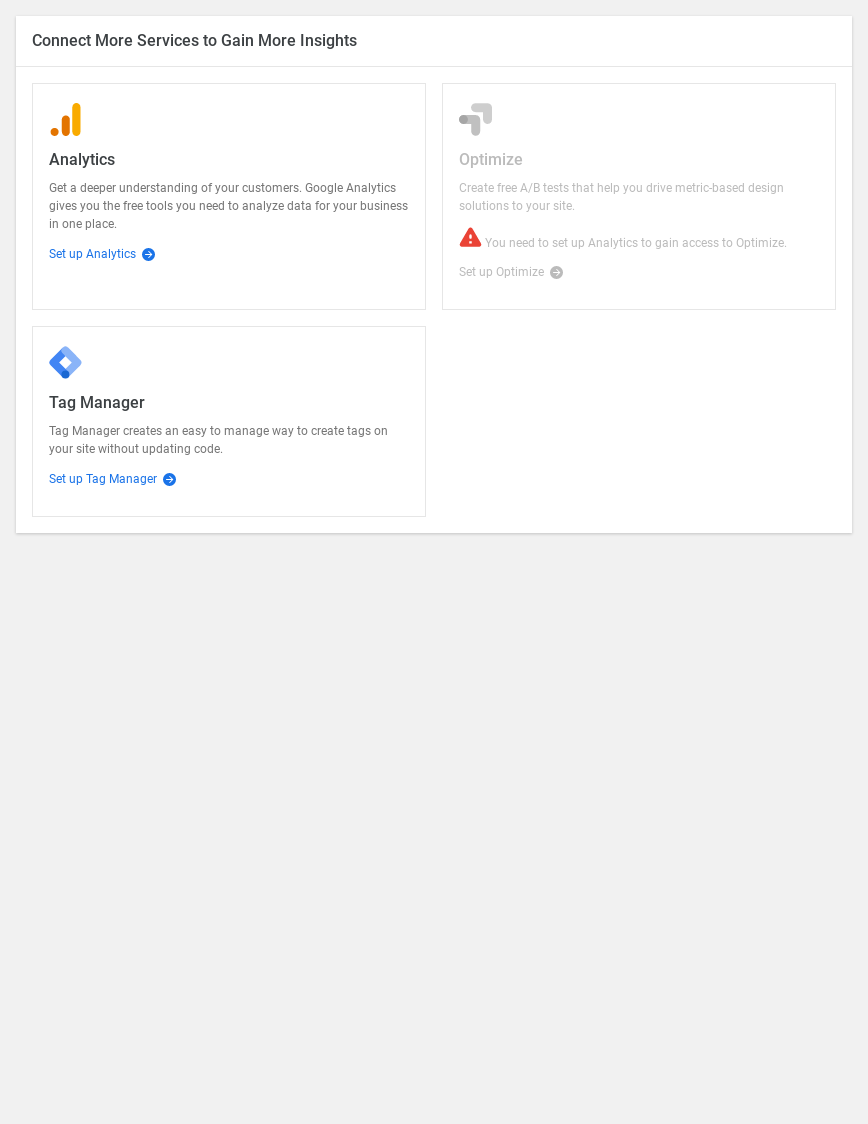 Connect More Services to Gain More Insights
Analytics
Get a deeper understanding of your customers. Google Analytics
gives you the free tools you need to analyze data for your business
in one place.
Set up Analytics
Optimize
Create free A/B tests that help you drive metric-based design
solutions to your site.
You need to set up Analytics to gain access to Optimize.
Set up Optimize
Tag Manager
Tag Manager creates an easy to manage way to create tags on
your site without updating code.
Set up Tag Manager